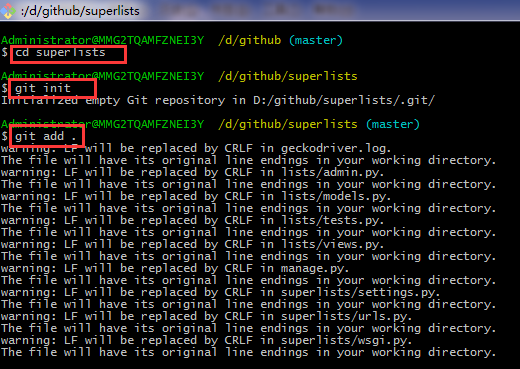 :/d/github/superlists
Administrator@MMG2TQAMFZNEI3Y /d/github (master)
$ cd superlists
Administrator@MMG2TQAMFZNEI3Y /d/github/superlists
$ git init
Initialized empty Git repository in D:/github/superlists/.git/
Administrator@MMG2TQAMFZNEI3Y /d/github/superlists (master)
$ git add .
warning: LF will be replaced by CRLF in geckodriver.log.
The file will have its original line endings in your working directory.
warning: LF will be replaced by CRLF in lists/admin.py.
The file will have its original line endings in your working directory.
warning: LF will be replaced by CRLF in lists/models.py.
The file will have its original line endings in your working directory.
warning: LF will be replaced by CRLF in lists/tests.py.
The file will have its original line endings in your working directory.
warning: LF will be replaced by CRLF in lists/views.py.
The file will have its original line endings in your working directory.
warning: LF will be replaced by CRLF in manage.py.
The file will have its original line endings in your working directory.
warning: LF will be replaced by CRLF in superlists/settings.py.
The file will have its original line endings in your working directory.
warning: LF will be replaced by CRLF in superlists/urls.py.
The file will have its original line endings in your working directory.
warning: LF will be replaced by CRLF in superlists/wsgi.py.
The file will have its original line endings in your working directory.